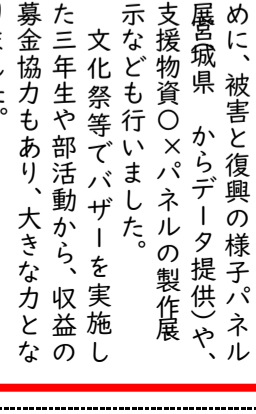 めに、被害と復興の様子パネル
展宮城県 からデータ提供)や、
支援物資○×パネルの製作展
示なども行いました。
文化祭等でバザーを実施し
た三年生や部活動から、収益の
募金協力もあり、大きな力とな